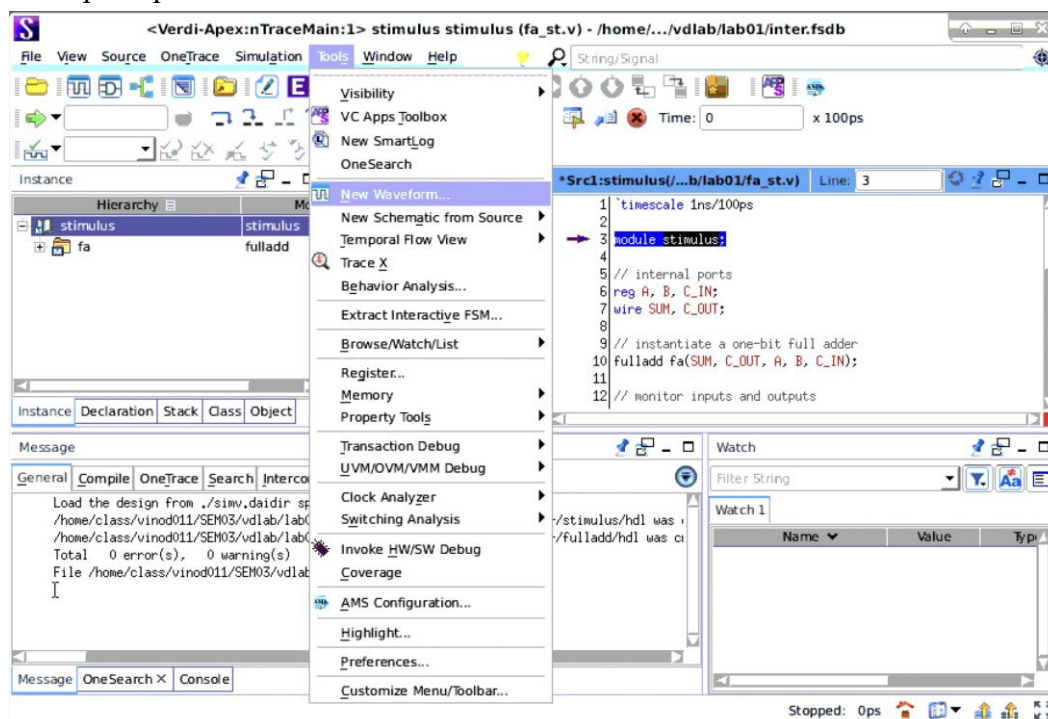 <Verdi-Apex:nTraceMain:1> stimulus stimulus (fa_st.v) - /home/.../vdlab/lab01/inter.fsdb
File View Source OneTrace Simulation Tools Window Help
String/Signal
Time: 0 x 100ps
Visibility
VC Apps Toolbox
New SmartLog
OneSearch
New Waveform...
New Schematic from Source
Temporal Flow View
Trace X
Behavior Analysis...
Extract Interactive FSM...
Browse/Watch/List
Register...
Memory
Property Tools
Transaction Debug
UVM/OVM/VMM Debug
Clock Analyzer
Switching Analysis
Invoke HW/SW Debug
Coverage
AMS Configuration...
Highlight...
Preferences...
Customize Menu/Toolbar...
Instance
Hierarchy
stimulus stimulus
fa fulladd
Instance Declaration Stack Class Object
*Src1:stimulus(/...b/lab01/fa_st.v) Line: 3
1 `timescale 1ns/100ps
2
3 module stimulus;
4
5 // internal ports
6 reg A, B, C_IN;
7 wire SUM, C_OUT;
8
9 // instantiate a one-bit full adder
10 fulladd fa(SUM, C_OUT, A, B, C_IN);
11
12 // monitor inputs and outputs
Message
General Compile OneTrace Search
Load the design from ./simv.daidir
/home/class/vinod011/SEM03/vdlab/ /stimulus/hdl was
/home/class/vinod011/SEM03/vdlab/ /fulladd/hdl was
Total 0 error(s), 0 warning(s)
File /home/class/vinod011/SEM03/
Message OneSearch Console
Watch
Filter String
Watch 1
Name Value
Stopped: 0ps